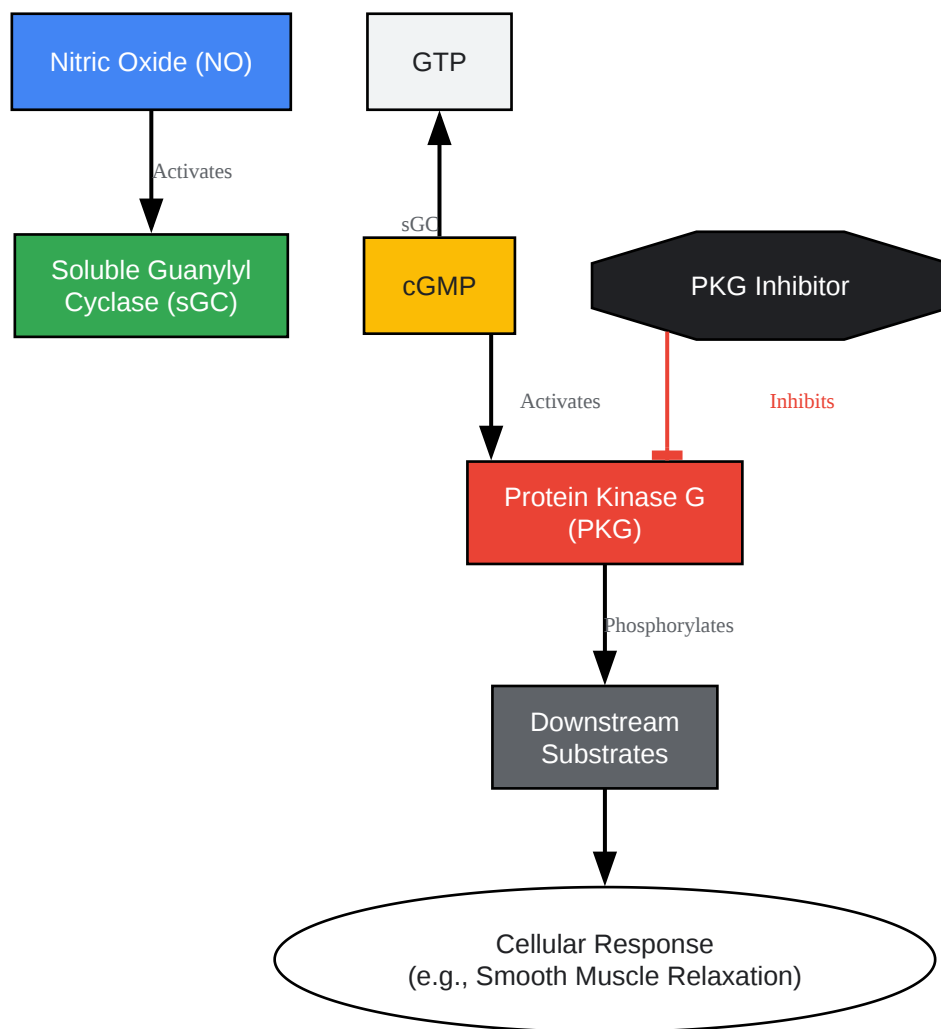 Nitric Oxide (NO)
GTP
Activates
sGC
Soluble Guanylyl
Cyclase (sGC)
cGMP
PKG Inhibitor
Activates
Inhibits
Protein Kinase G
(PKG)
Phosphorylates
Downstream
Substrates
Cellular Response
(e.g., Smooth Muscle Relaxation)